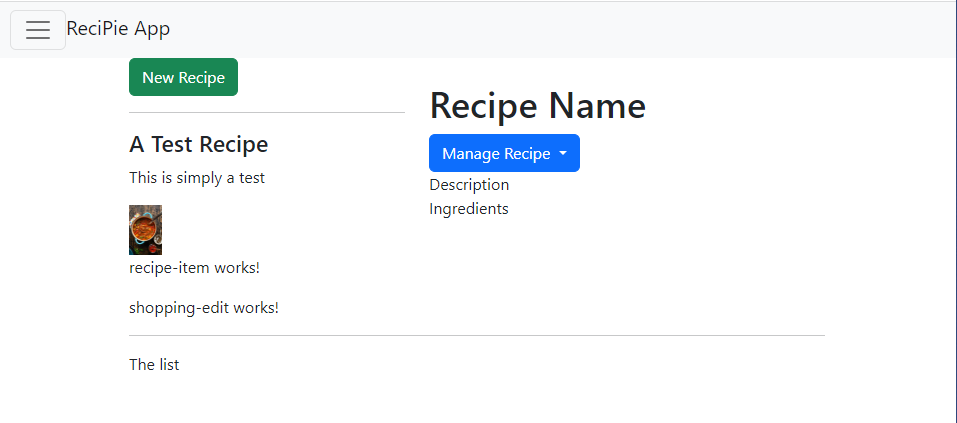 ReciPie App
New Recipe
A Test Recipe
This is simply a test
recipe-item works!
Recipe Name
Manage Recipe
Description
Ingredients
shopping-edit works!
The list